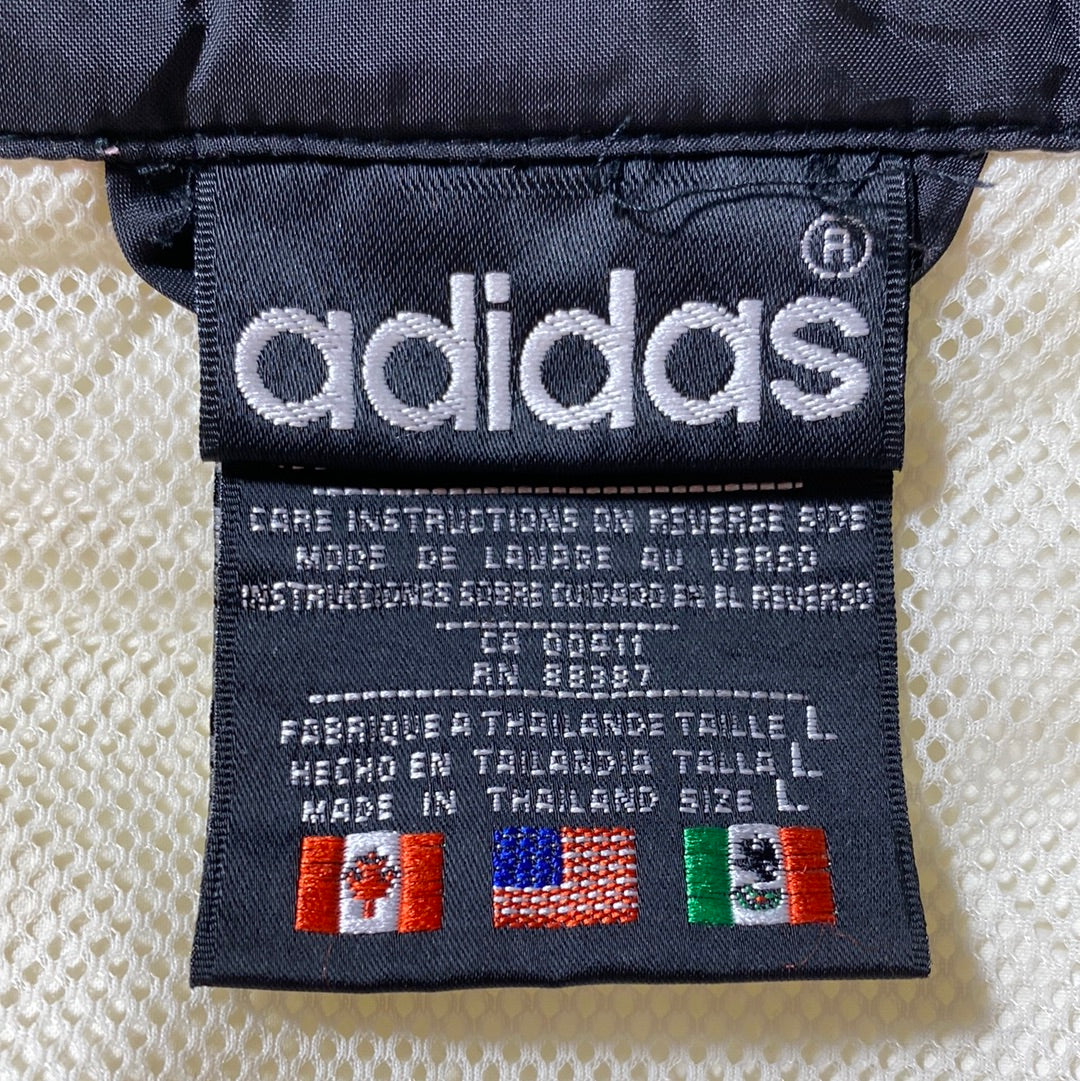 adidas®
CARE INSTRUCTIONS ON REVERSE SIDE
MODE DE LAVAGE AU VERSO
INSTRUCCIONES SOBRE CUIDADO EN EL REVERSO
CA 00411
RN 88387
FABRIQUE A THAILANDE TAILLE L
HECHO EN TAILANDIA TALLA L
MADE IN THAILAND SIZE L